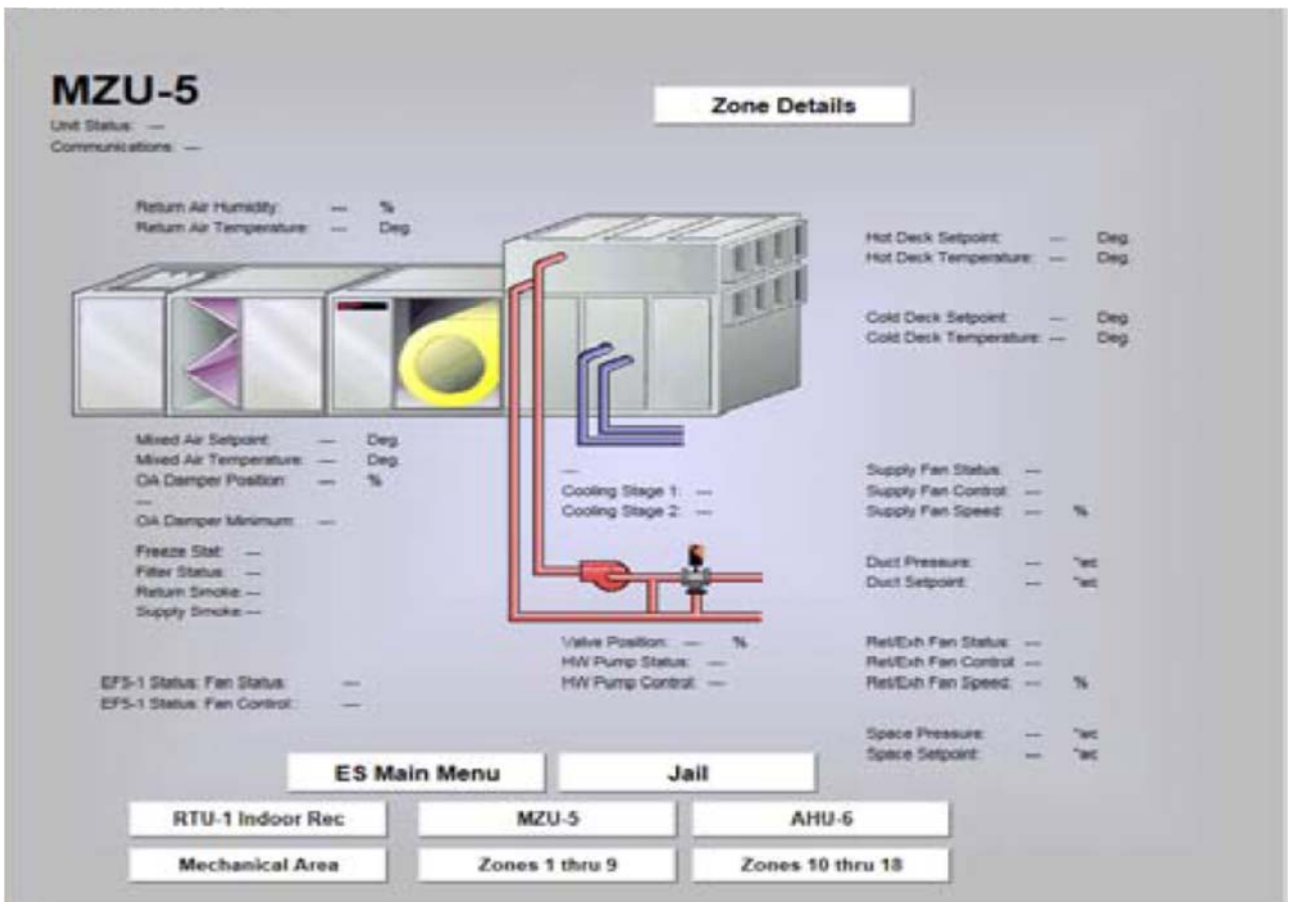 MZU-5
Zone Details
Unit Status: ---
Communications: ---
Return Air Humidity: --- %
Return Air Temperature: --- Deg
Hot Deck Setpoint: --- Deg
Hot Deck Temperature: --- Deg
Cold Deck Setpoint: --- Deg
Cold Deck Temperature: --- Deg
Mixed Air Setpoint: --- Deg
Mixed Air Temperature: --- Deg
OA Damper Position: --- %
---
OA Damper Minimum: ---
Freeze Stat: ---
Filter Status: ---
Return Smoke: ---
Supply Smoke: ---
---
Cooling Stage 1: ---
Cooling Stage 2: ---
Supply Fan Status: ---
Supply Fan Control: ---
Supply Fan Speed: --- %
Duct Pressure: --- "wc
Duct Setpoint: --- "wc
Valve Position: --- %
HW Pump Status: ---
HW Pump Control: ---
Ret/Exh Fan Status: ---
Ret/Exh Fan Control: ---
Ret/Exh Fan Speed: --- %
EF5-1 Status: Fan Status: ---
EF5-1 Status: Fan Control: ---
Space Pressure: --- "wc
Space Setpoint: --- "wc
ES Main Menu
Jail
RTU-1 Indoor Rec
MZU-5
AHU-6
Mechanical Area
Zones 1 thru 9
Zones 10 thru 18